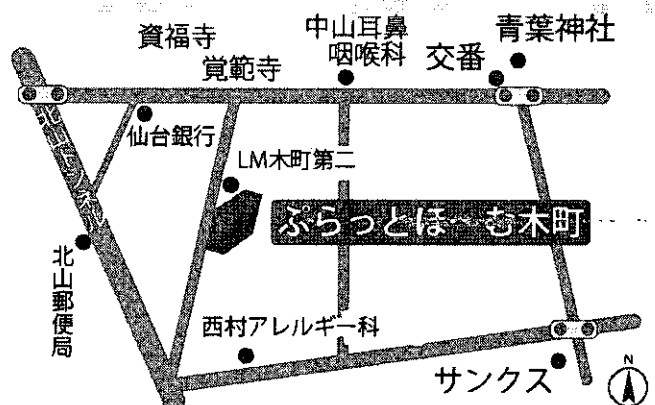 資福寺
覚範寺
中山耳鼻
咽喉科
交番
青葉神社
仙台銀行
北山トンネル
LM木町第二
ぷらっとほーむ木町
北山郵便局
西村アレルギー科
サンクス
N